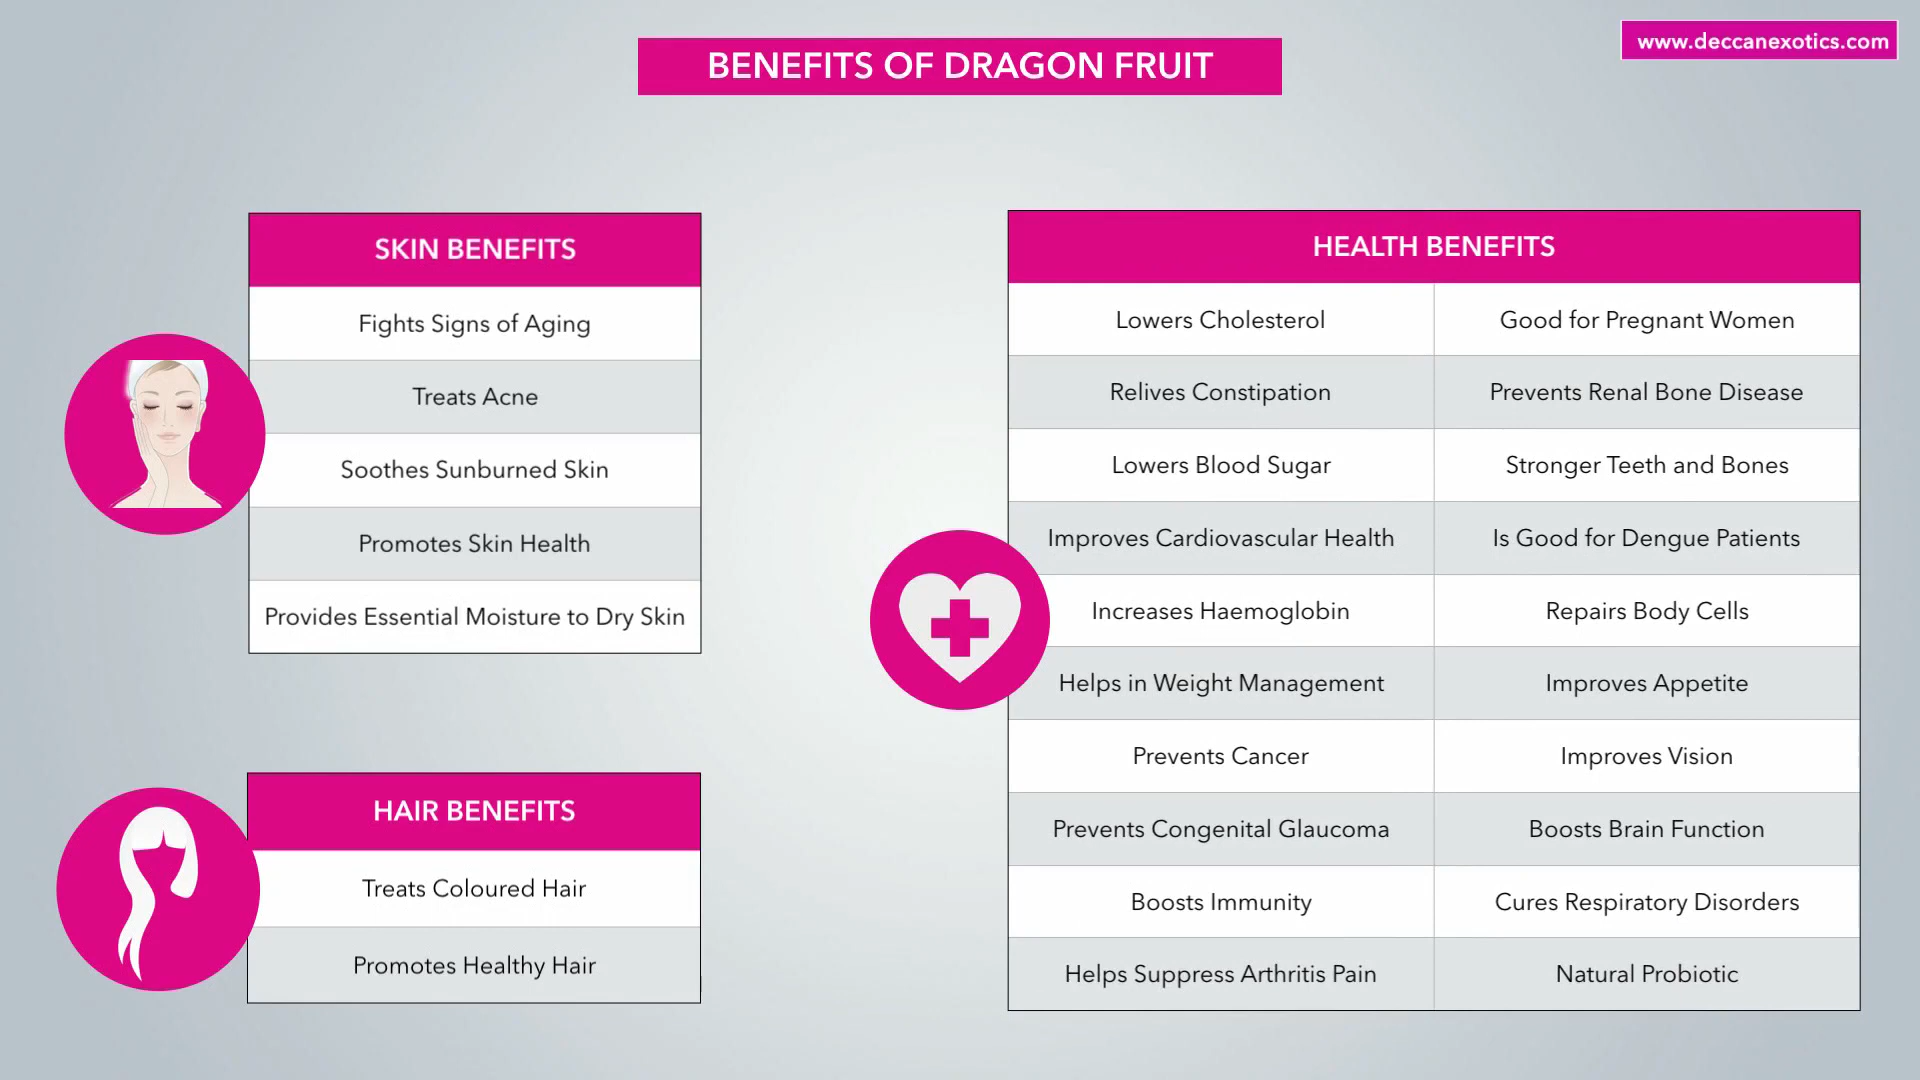 www.deccanexotics.com
BENEFITS OF DRAGON FRUIT
SKIN BENEFITS
Fights Signs of Aging
Treats Acne
Soothes Sunburned Skin
Promotes Skin Health
Provides Essential Moisture to Dry Skin
HAIR BENEFITS
Treats Coloured Hair
Promotes Healthy Hair
HEALTH BENEFITS
Lowers Cholesterol Good for Pregnant Women
Relives Constipation Prevents Renal Bone Disease
Lowers Blood Sugar Stronger Teeth and Bones
Improves Cardiovascular Health Is Good for Dengue Patients
Increases Haemoglobin Repairs Body Cells
Helps in Weight Management Improves Appetite
Prevents Cancer Improves Vision
Prevents Congenital Glaucoma Boosts Brain Function
Boosts Immunity Cures Respiratory Disorders
Helps Suppress Arthritis Pain Natural Probiotic